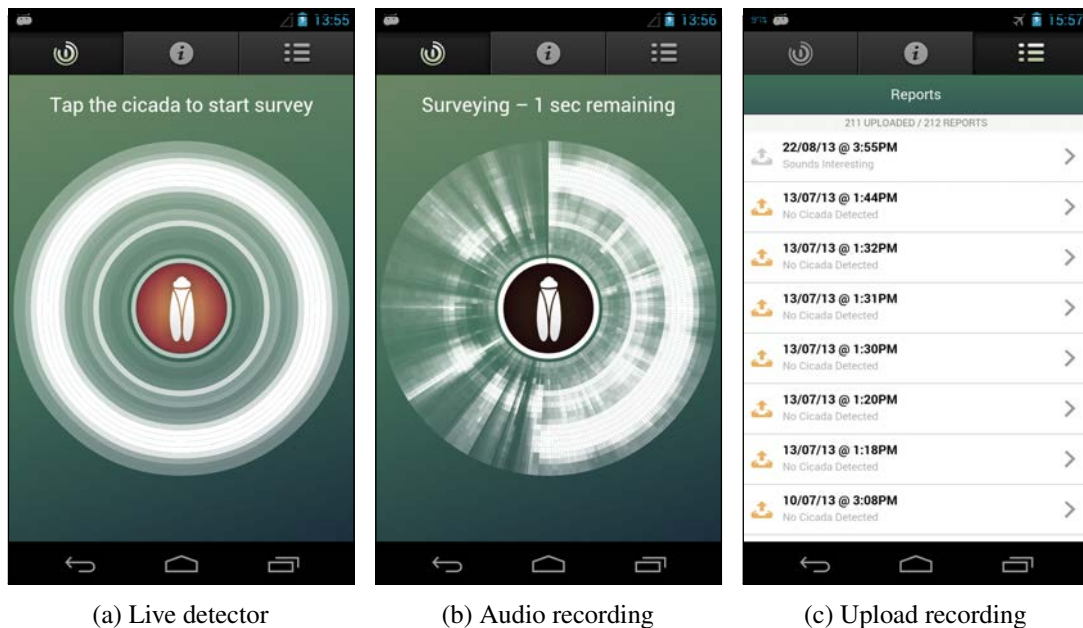 13:55
Tap the cicada to start survey
13:56
Surveying – 1 sec remaining
15:57
Reports
211 UPLOADED / 212 REPORTS
22/08/13 @ 3:55PM
Sounds Interesting
13/07/13 @ 1:44PM
No Cicada Detected
13/07/13 @ 1:32PM
No Cicada Detected
13/07/13 @ 1:31PM
No Cicada Detected
13/07/13 @ 1:30PM
No Cicada Detected
13/07/13 @ 1:20PM
No Cicada Detected
13/07/13 @ 1:18PM
No Cicada Detected
10/07/13 @ 3:08PM
No Cicada Detected
(a) Live detector
(b) Audio recording
(c) Upload recording